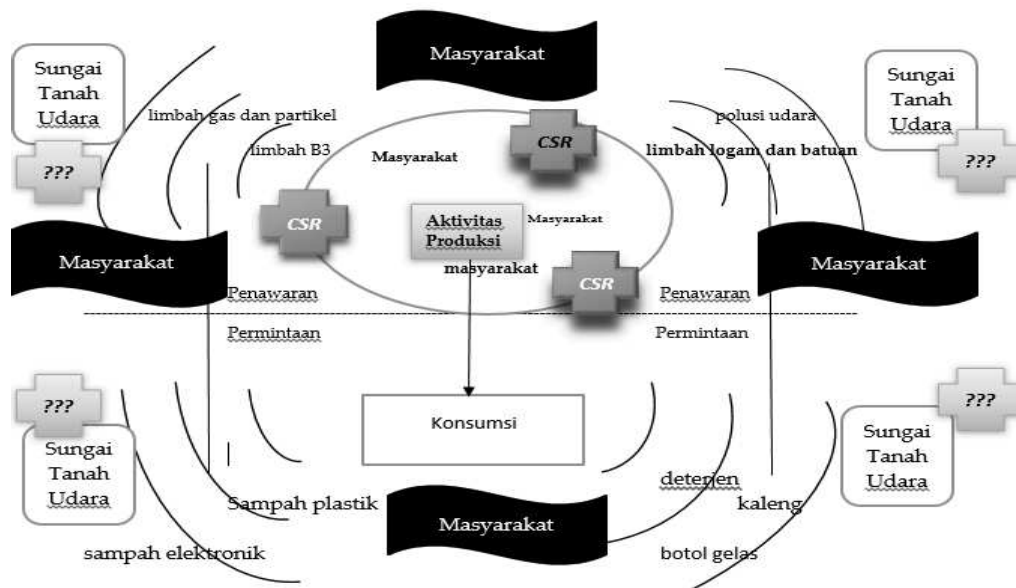 Masyarakat
Sungai
Tanah
Udara
Sungai
Tanah
Udara
limbah gas dan partikel
polusi udara
limbah B3
Masyarakat
CSR
limbah logam dan batuan
???
???
CSR
Aktivitas
Produksi
Masyarakat
Masyarakat
masyarakat
CSR
Masyarakat
Penawaran
Penawaran
Permintaan
Permintaan
???
???
Konsumsi
Sungai
Tanah
Udara
Sungai
Tanah
Udara
Sampah plastik
deterjen
kaleng
Masyarakat
sampah elektronik
botol gelas